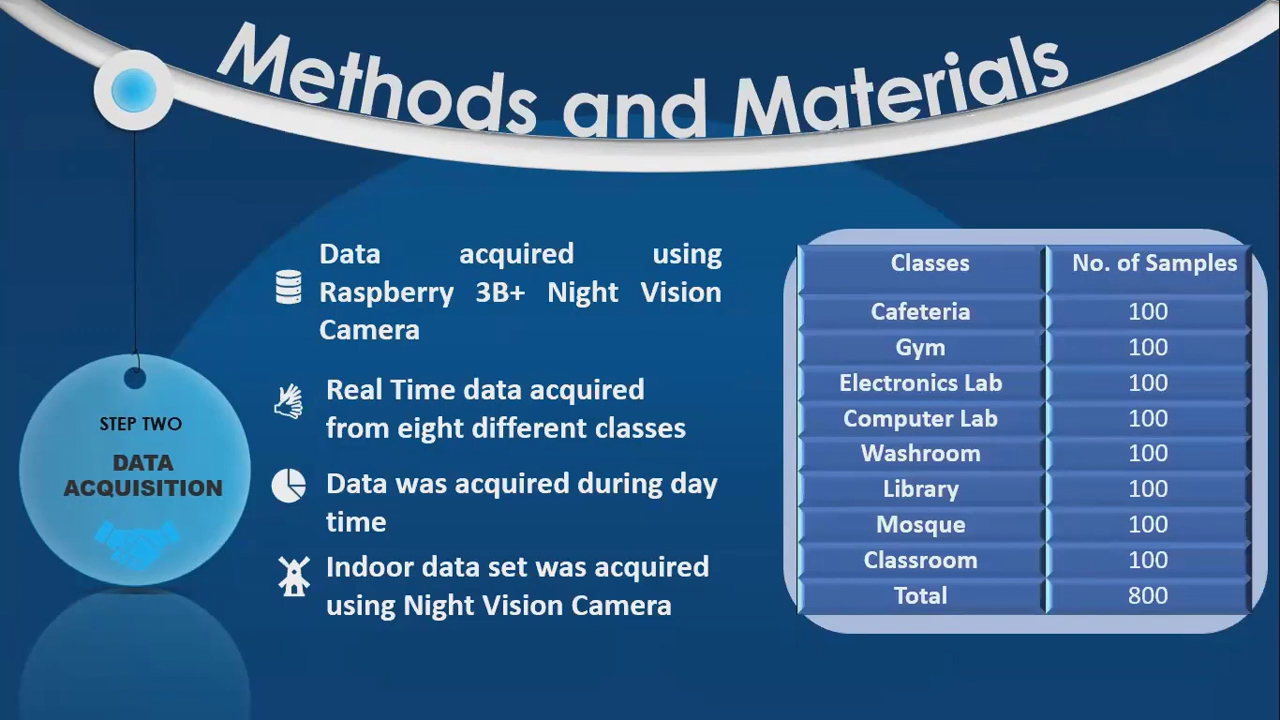 Methods and Materials
STEP TWO
DATA
ACQUISITION
Data acquired using
Raspberry 3B+ Night Vision
Camera
Real Time data acquired
from eight different classes
Data was acquired during day
time
Indoor data set was acquired
using Night Vision Camera
Classes No. of Samples
Cafeteria 100
Gym 100
Electronics Lab 100
Computer Lab 100
Washroom 100
Library 100
Mosque 100
Classroom 100
Total 800